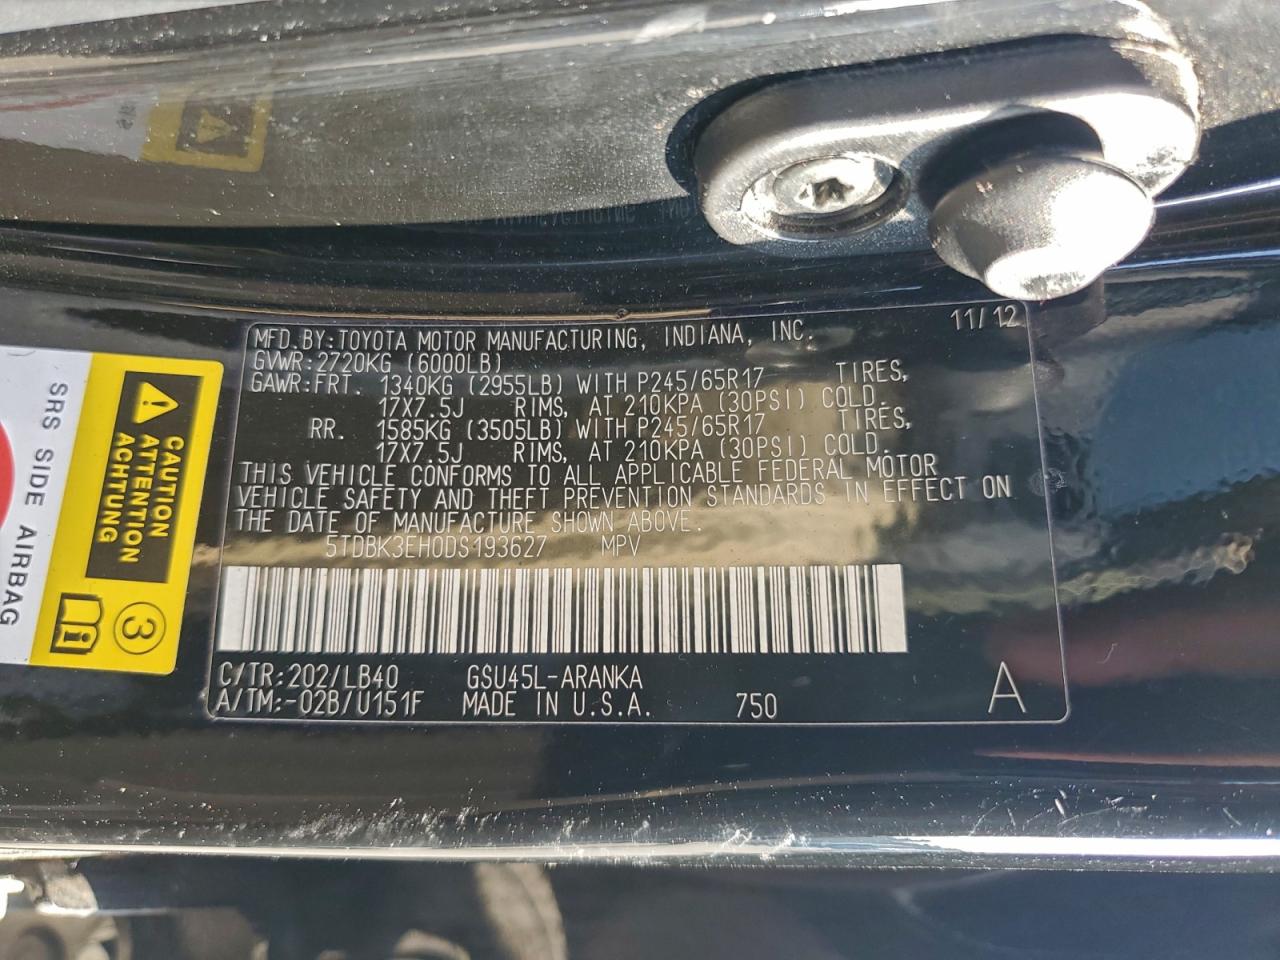 MFD.BY:TOYOTA MOTOR MANUFACTURING, INDIANA, INC. 11/12
GVWR:2720KG (6000LB)
GAWR:FRT. 1340KG (2955LB) WITH P245/65R17 TIRES,
17X7.5J RIMS, AT 210KPA (30PSI) COLD.
RR. 1585KG (3505LB) WITH P245/65R17 TIRES,
17X7.5J RIMS, AT 210KPA (30PSI) COLD.
THIS VEHICLE CONFORMS TO ALL APPLICABLE FEDERAL MOTOR
VEHICLE SAFETY AND THEFT PREVENTION STANDARDS IN EFFECT ON
THE DATE OF MANUFACTURE SHOWN ABOVE.
5TDBK3EH0DS193627 MPV
C/TR:202/LB40 GSU45L-ARANKA
A/TM:-02B/U151F MADE IN U.S.A. 750 A
CAUTION
ATTENTION
ACHTUNG
3
SRS SIDE AIRBAG